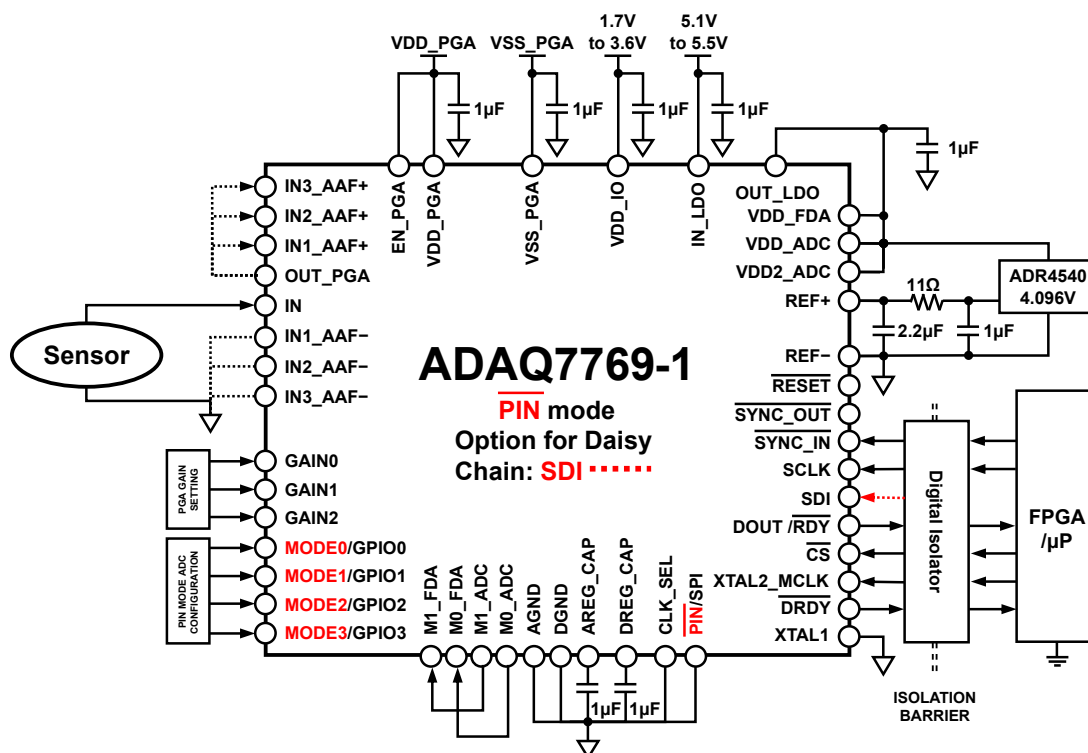 1.7V
to 3.6V
5.1V
to 5.5V
VDD_PGA
VSS_PGA
1µF
1µF
1µF
1µF
1µF
EN_PGA
VDD_PGA
VSS_PGA
VDD_IO
IN_LDO
OUT_LDO
IN3_AAF+
IN2_AAF+
IN1_AAF+
OUT_PGA
IN
IN1_AAF−
IN2_AAF−
IN3_AAF−
Sensor
PGA GAIN
SETTING
GAIN0
GAIN1
GAIN2
PIN MODE ADC
CONFIGURATION
MODE0/GPIO0
MODE1/GPIO1
MODE2/GPIO2
MODE3/GPIO3
ADAQ7769-1
PIN mode
Option for Daisy
Chain: SDI
VDD_FDA
VDD_ADC
VDD2_ADC
REF+
REF−
11Ω
2.2µF
1µF
ADR4540
4.096V
RESET
SYNC_OUT
SYNC_IN
SCLK
SDI
DOUT /RDY
CS
XTAL2_MCLK
DRDY
XTAL1
Digital Isolator
FPGA
/µP
ISOLATION
BARRIER
M1_FDA
M0_FDA
M1_ADC
M0_ADC
AGND
DGND
AREG_CAP
DREG_CAP
CLK_SEL
PIN/SPI
1µF
1µF